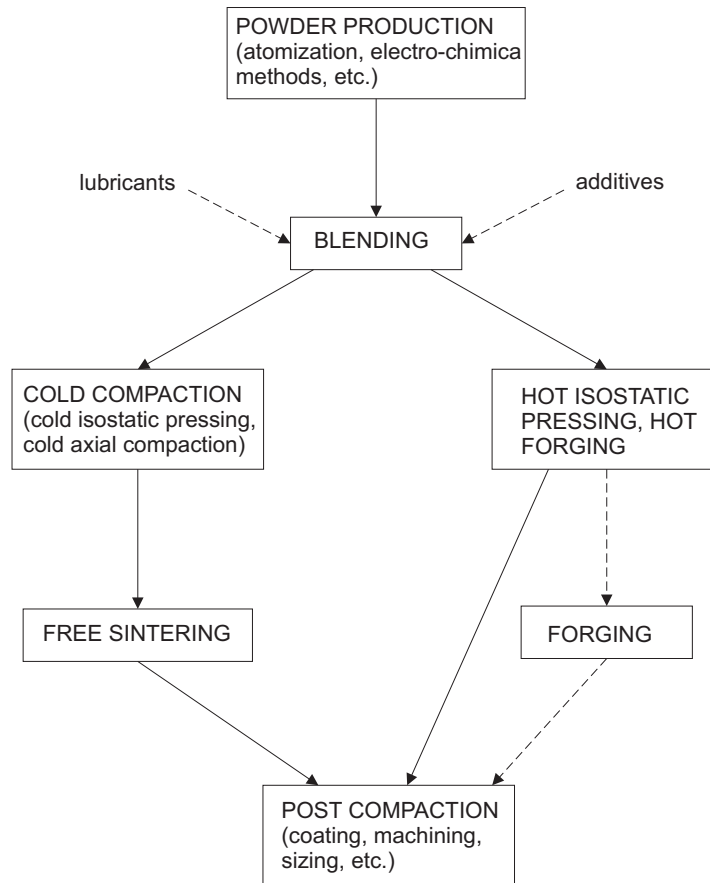 POWDER PRODUCTION
(atomization, electro-chimica
methods, etc.)
lubricants
additives
BLENDING
COLD COMPACTION
(cold isostatic pressing,
cold axial compaction)
HOT ISOSTATIC
PRESSING, HOT
FORGING
FREE SINTERING
FORGING
POST COMPACTION
(coating, machining,
sizing, etc.)